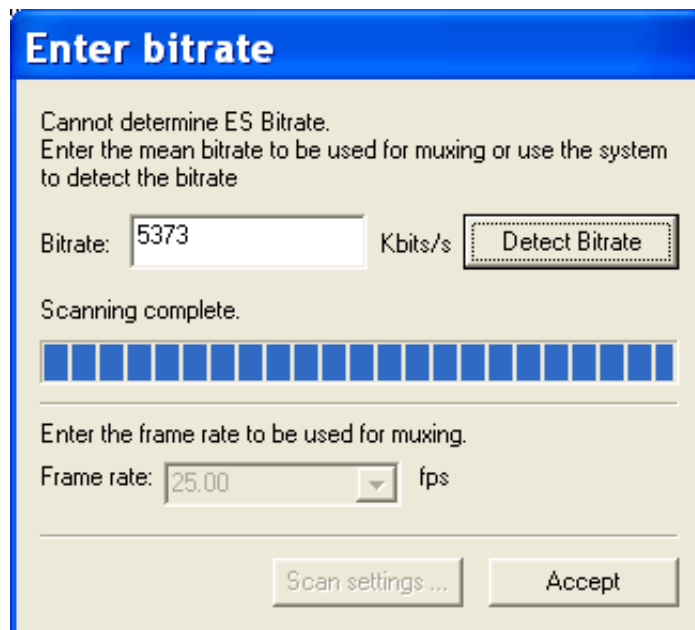 Enter bitrate
Cannot determine ES Bitrate.
Enter the mean bitrate to be used for muxing or use the system
to detect the bitrate
Bitrate: 5373 Kbits/s Detect Bitrate
Scanning complete.
Enter the frame rate to be used for muxing.
Frame rate: 25.00 fps
Scan settings ... Accept